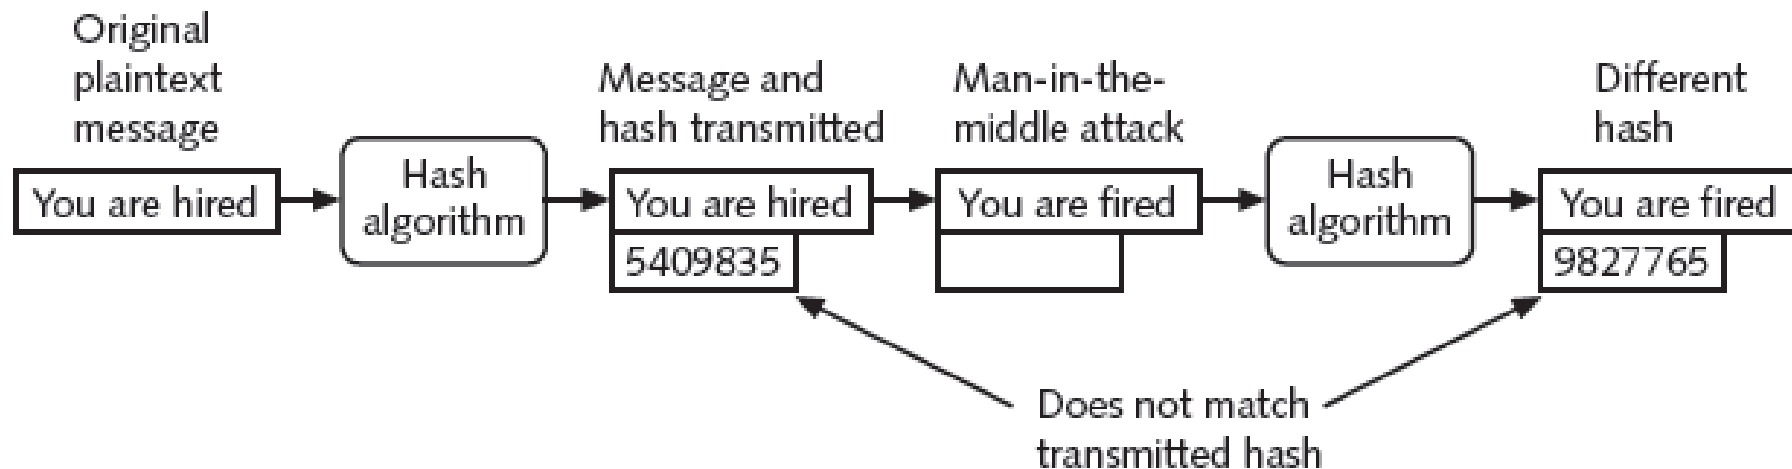 Original
plaintext
message
You are hired
Hash
algorithm
Message and
hash transmitted
You are hired
5409835
Man-in-the-
middle attack
You are fired
Hash
algorithm
Different
hash
You are fired
9827765
Does not match
transmitted hash